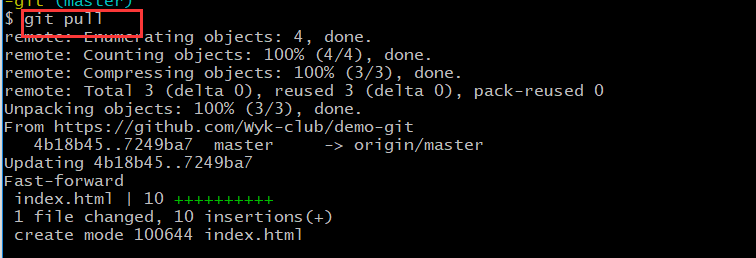 -git (master)
$ git pull
remote: Enumerating objects: 4, done.
remote: Counting objects: 100% (4/4), done.
remote: Compressing objects: 100% (3/3), done.
remote: Total 3 (delta 0), reused 3 (delta 0), pack-reused 0
Unpacking objects: 100% (3/3), done.
From https://github.com/Wyk-club/demo-git
   4b18b45..7249ba7  master     -> origin/master
Updating 4b18b45..7249ba7
Fast-forward
 index.html | 10 ++++++++++
 1 file changed, 10 insertions(+)
 create mode 100644 index.html